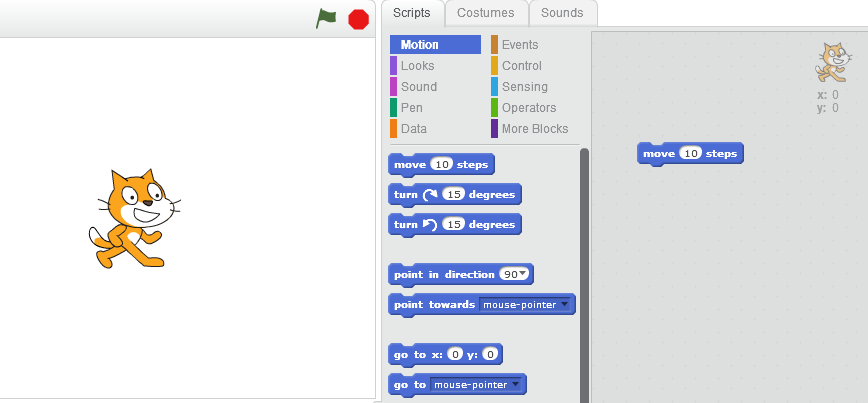 Scripts Costumes Sounds
Motion Events
Looks Control
Sound Sensing
Pen Operators
Data More Blocks
x: 0
y: 0
move 10 steps
move 10 steps
turn 15 degrees
turn 15 degrees
point in direction 90
point towards mouse-pointer
go to x: 0 y: 0
go to mouse-pointer